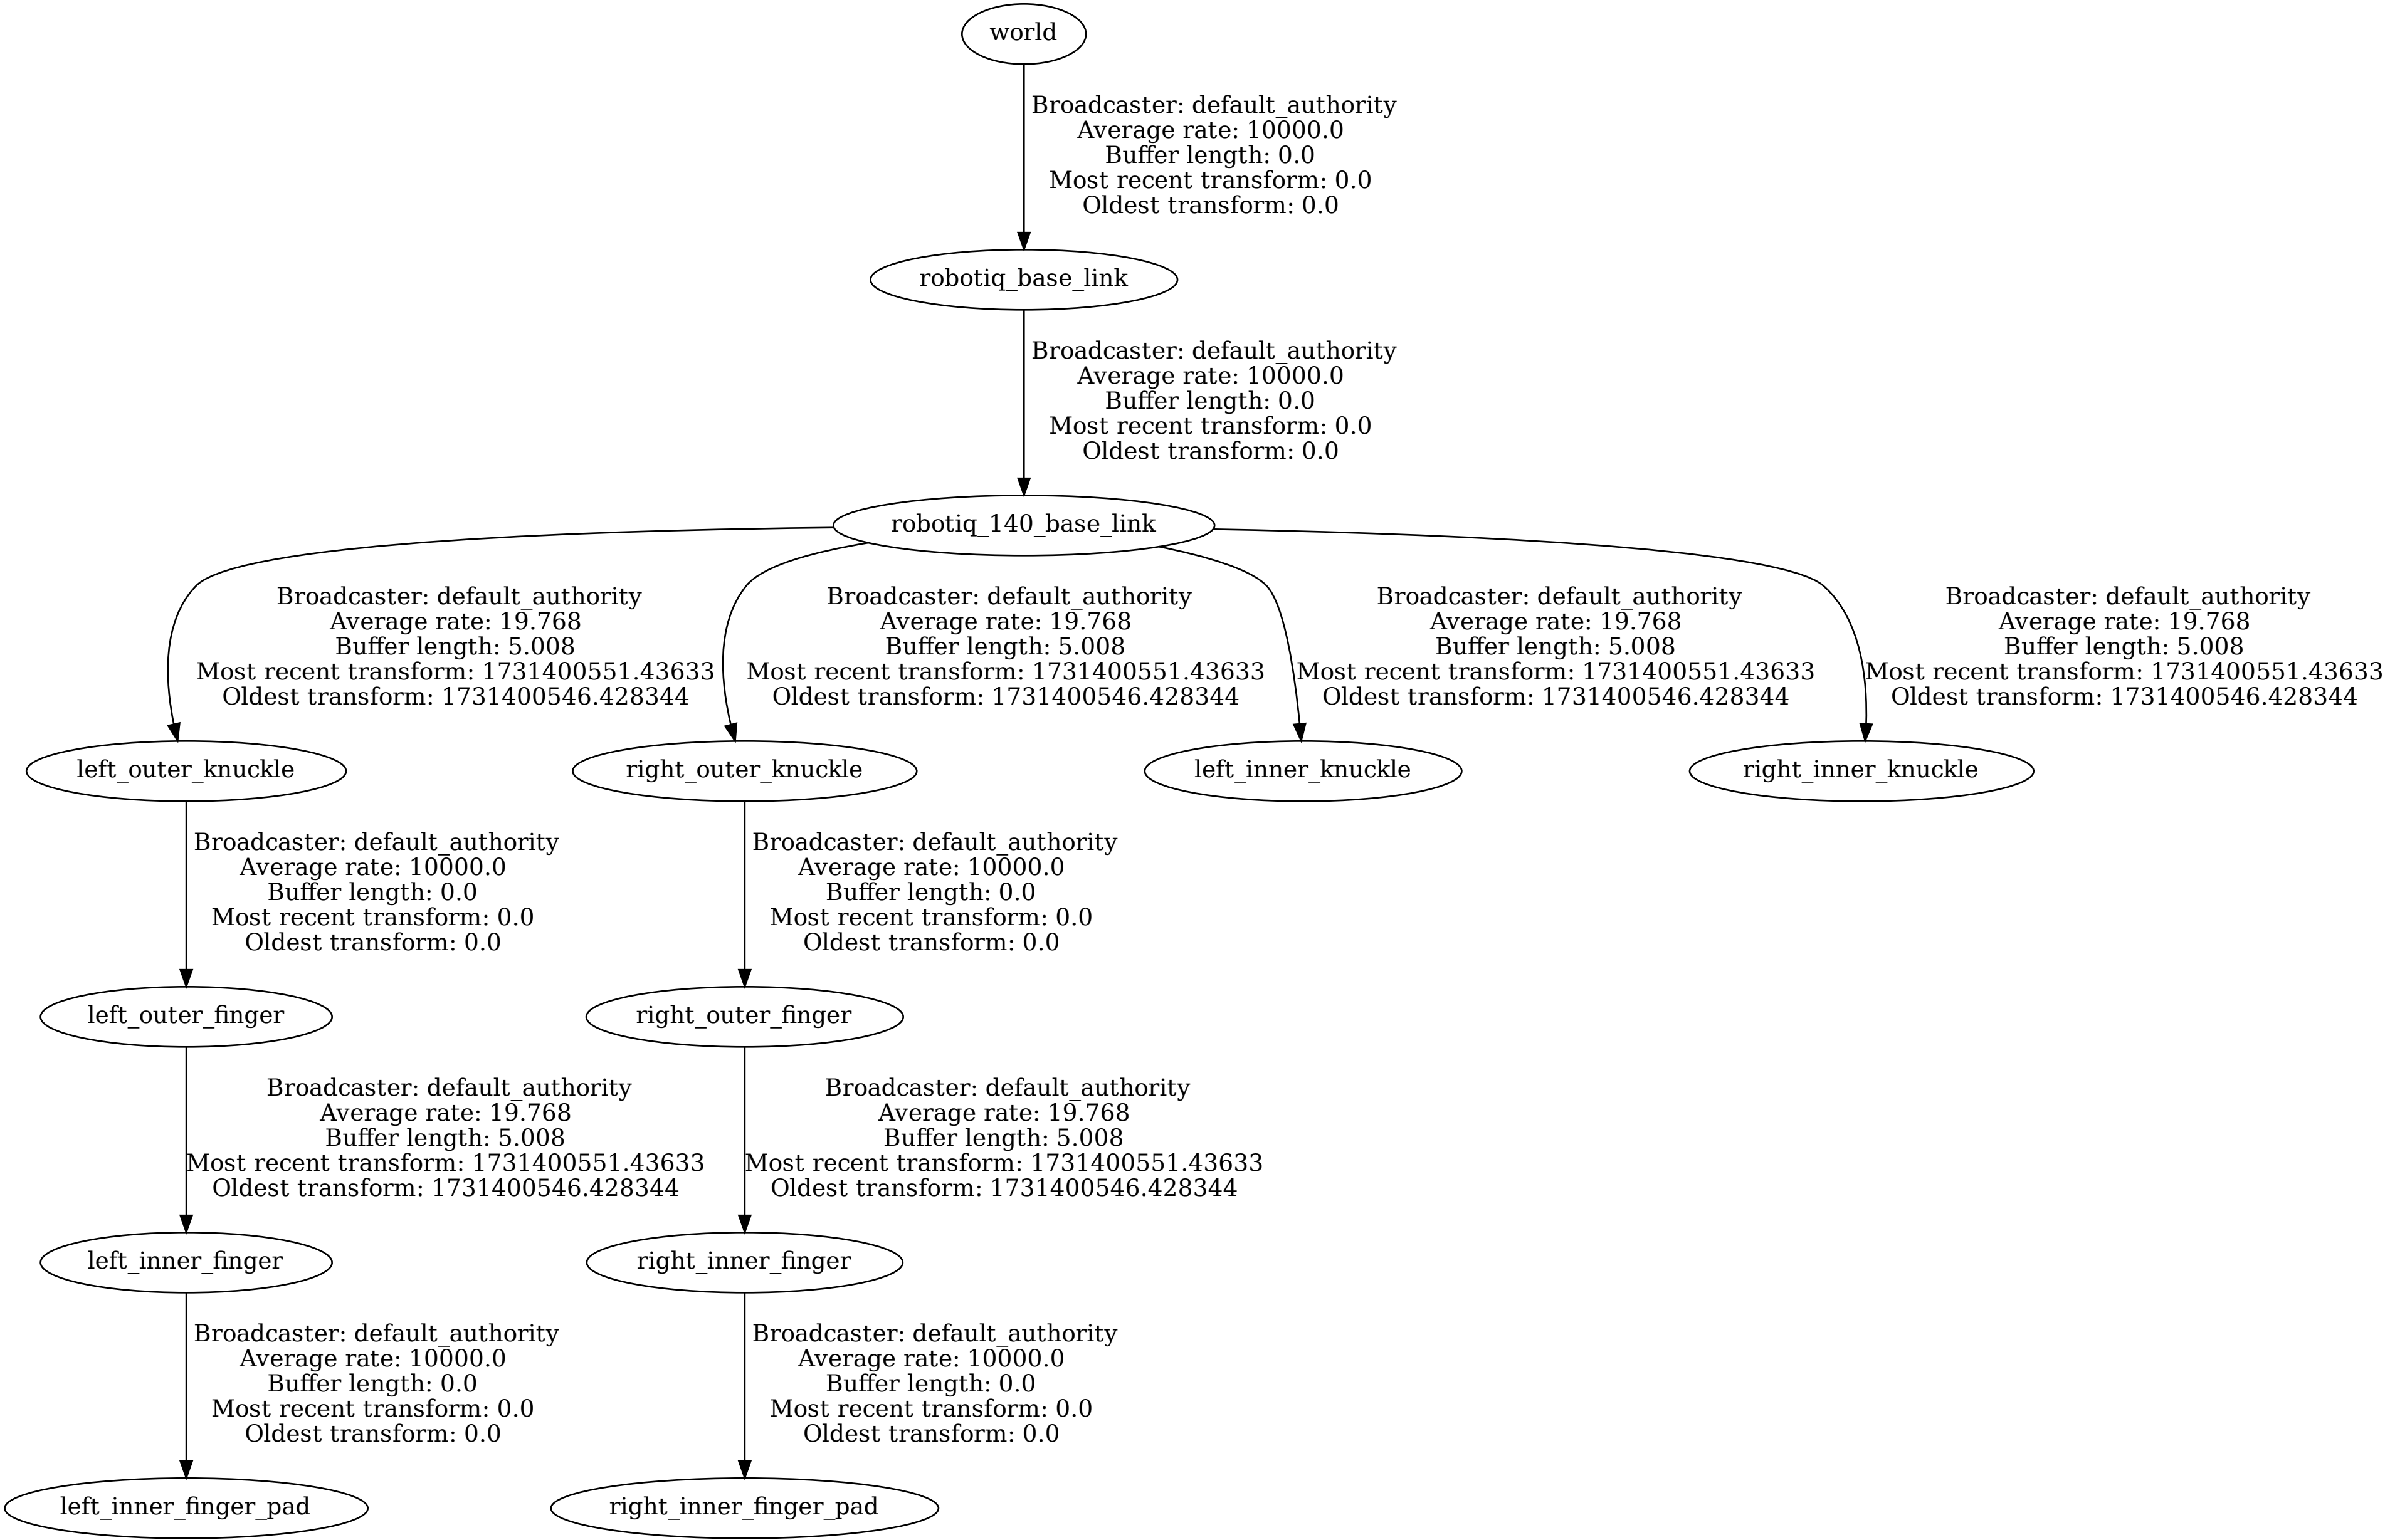 world
Broadcaster: default_authority
Average rate: 10000.0
Buffer length: 0.0
Most recent transform: 0.0
Oldest transform: 0.0
robotiq_base_link
Broadcaster: default_authority
Average rate: 10000.0
Buffer length: 0.0
Most recent transform: 0.0
Oldest transform: 0.0
robotiq_140_base_link
Broadcaster: default_authority
Average rate: 19.768
Buffer length: 5.008
Most recent transform: 1731400551.43633
Oldest transform: 1731400546.428344
Broadcaster: default_authority
Average rate: 19.768
Buffer length: 5.008
Most recent transform: 1731400551.43633
Oldest transform: 1731400546.428344
Broadcaster: default_authority
Average rate: 19.768
Buffer length: 5.008
Most recent transform: 1731400551.43633
Oldest transform: 1731400546.428344
Broadcaster: default_authority
Average rate: 19.768
Buffer length: 5.008
Most recent transform: 1731400551.43633
Oldest transform: 1731400546.428344
left_outer_knuckle
right_outer_knuckle
left_inner_knuckle
right_inner_knuckle
Broadcaster: default_authority
Average rate: 10000.0
Buffer length: 0.0
Most recent transform: 0.0
Oldest transform: 0.0
Broadcaster: default_authority
Average rate: 10000.0
Buffer length: 0.0
Most recent transform: 0.0
Oldest transform: 0.0
left_outer_finger
right_outer_finger
Broadcaster: default_authority
Average rate: 19.768
Buffer length: 5.008
Most recent transform: 1731400551.43633
Oldest transform: 1731400546.428344
Broadcaster: default_authority
Average rate: 19.768
Buffer length: 5.008
Most recent transform: 1731400551.43633
Oldest transform: 1731400546.428344
left_inner_finger
right_inner_finger
Broadcaster: default_authority
Average rate: 10000.0
Buffer length: 0.0
Most recent transform: 0.0
Oldest transform: 0.0
Broadcaster: default_authority
Average rate: 10000.0
Buffer length: 0.0
Most recent transform: 0.0
Oldest transform: 0.0
left_inner_finger_pad
right_inner_finger_pad